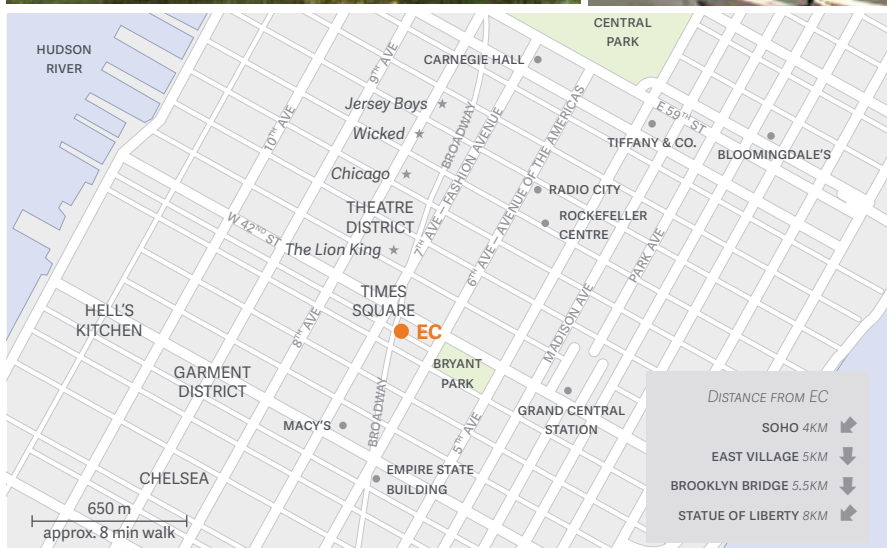 HUDSON
RIVER
CENTRAL
PARK
CARNEGIE HALL
9TH AVE
10TH AVE
Jersey Boys
Wicked
Chicago
BROADWAY
7TH AVE – FASHION AVENUE
6TH AVE – AVENUE OF THE AMERICAS
E 59TH ST
TIFFANY & CO.
BLOOMINGDALE'S
RADIO CITY
ROCKEFELLER
CENTRE
THEATRE
DISTRICT
W 42ND ST
The Lion King
PARK AVE
TIMES
SQUARE
EC
HELL'S
KITCHEN
8TH AVE
MADISON AVE
BRYANT
PARK
GARMENT
DISTRICT
BROADWAY
MACY'S
5TH AVE
GRAND CENTRAL
STATION
EMPIRE STATE
BUILDING
CHELSEA
650 m
approx. 8 min walk
DISTANCE FROM EC
SOHO 4KM
EAST VILLAGE 5KM
BROOKLYN BRIDGE 5.5KM
STATUE OF LIBERTY 8KM